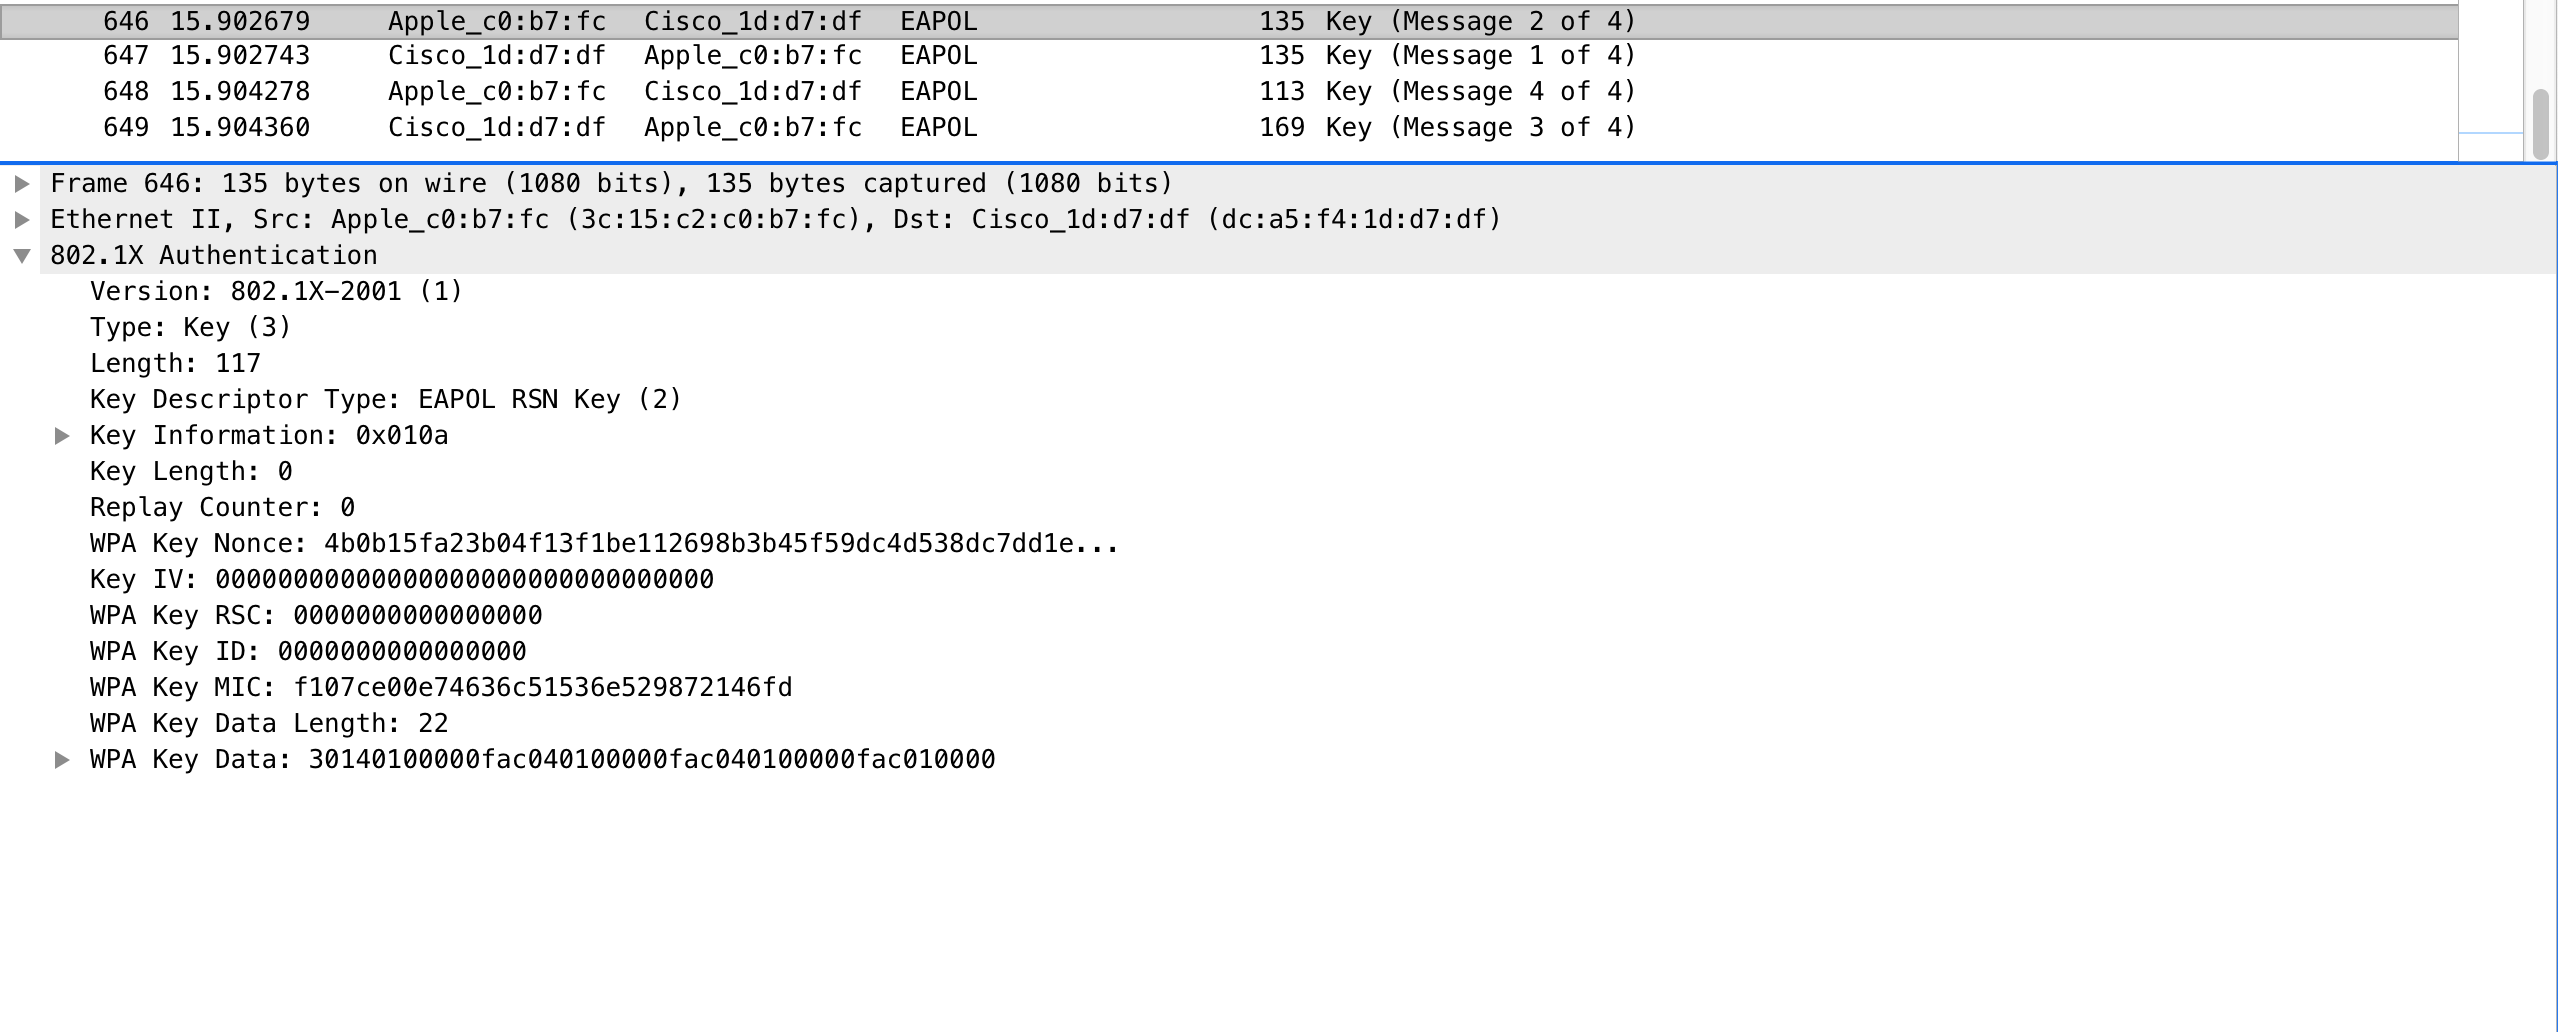 646 15.902679 Apple_c0:b7:fc Cisco_1d:d7:df EAPOL 135 Key (Message 2 of 4)
647 15.902743 Cisco_1d:d7:df Apple_c0:b7:fc EAPOL 135 Key (Message 1 of 4)
648 15.904278 Apple_c0:b7:fc Cisco_1d:d7:df EAPOL 113 Key (Message 4 of 4)
649 15.904360 Cisco_1d:d7:df Apple_c0:b7:fc EAPOL 169 Key (Message 3 of 4)
Frame 646: 135 bytes on wire (1080 bits), 135 bytes captured (1080 bits)
Ethernet II, Src: Apple_c0:b7:fc (3c:15:c2:c0:b7:fc), Dst: Cisco_1d:d7:df (dc:a5:f4:1d:d7:df)
802.1X Authentication
Version: 802.1X-2001 (1)
Type: Key (3)
Length: 117
Key Descriptor Type: EAPOL RSN Key (2)
Key Information: 0x010a
Key Length: 0
Replay Counter: 0
WPA Key Nonce: 4b0b15fa23b04f13f1be112698b3b45f59dc4d538dc7dd1e...
Key IV: 00000000000000000000000000000000
WPA Key RSC: 0000000000000000
WPA Key ID: 0000000000000000
WPA Key MIC: f107ce00e74636c51536e529872146fd
WPA Key Data Length: 22
WPA Key Data: 30140100000fac040100000fac040100000fac010000